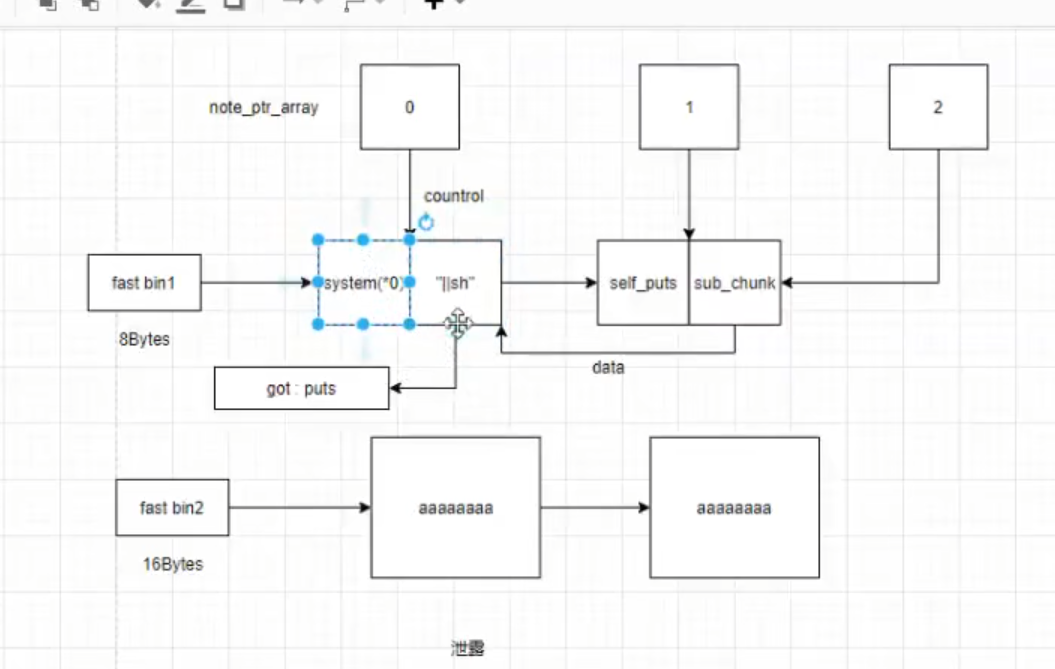 note_ptr_array
0
1
2
countrol
fast bin1
system(*0)
"||sh"
self_puts
sub_chunk
8Bytes
data
got : puts
fast bin2
aaaaaaaa
aaaaaaaa
16Bytes
泄露